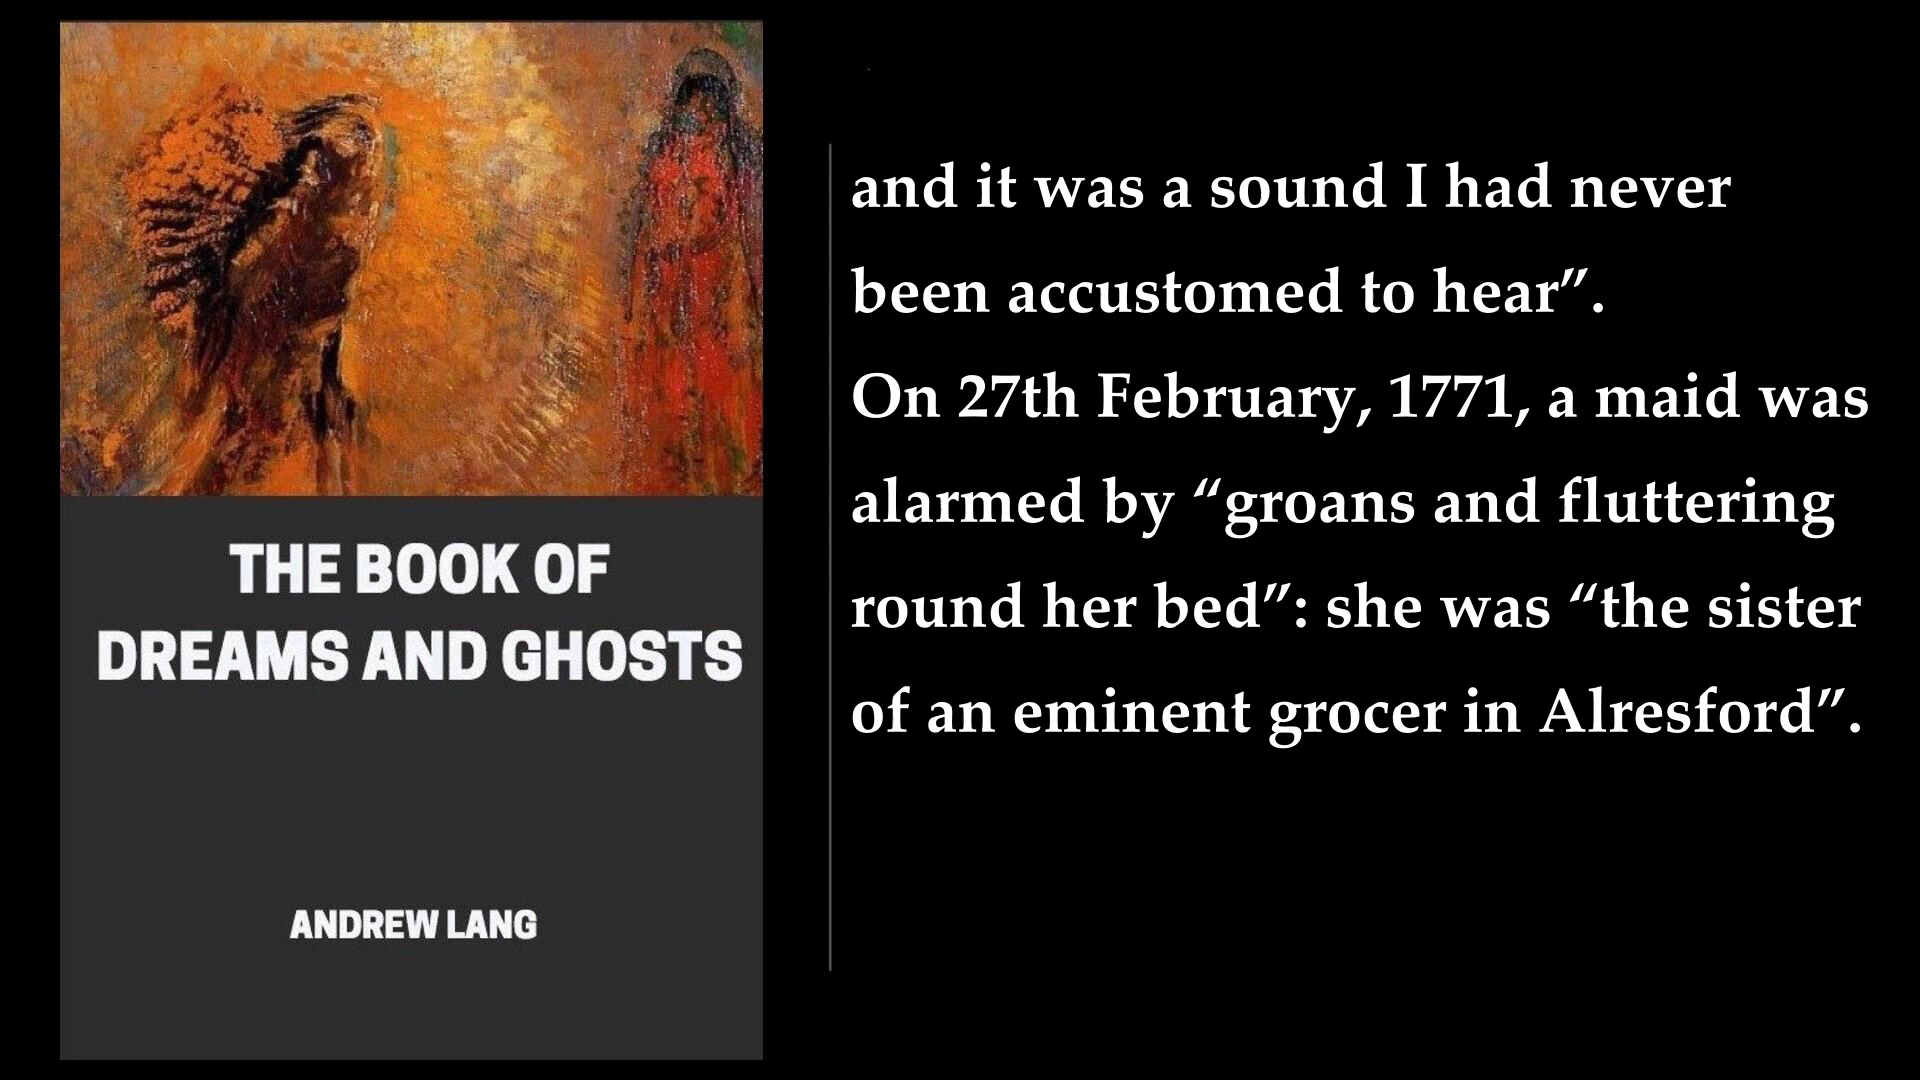 THE BOOK OF
DREAMS AND GHOSTS
ANDREW LANG
and it was a sound I had never
been accustomed to hear”.
On 27th February, 1771, a maid was
alarmed by “groans and fluttering
round her bed”: she was “the sister
of an eminent grocer in Alresford”.